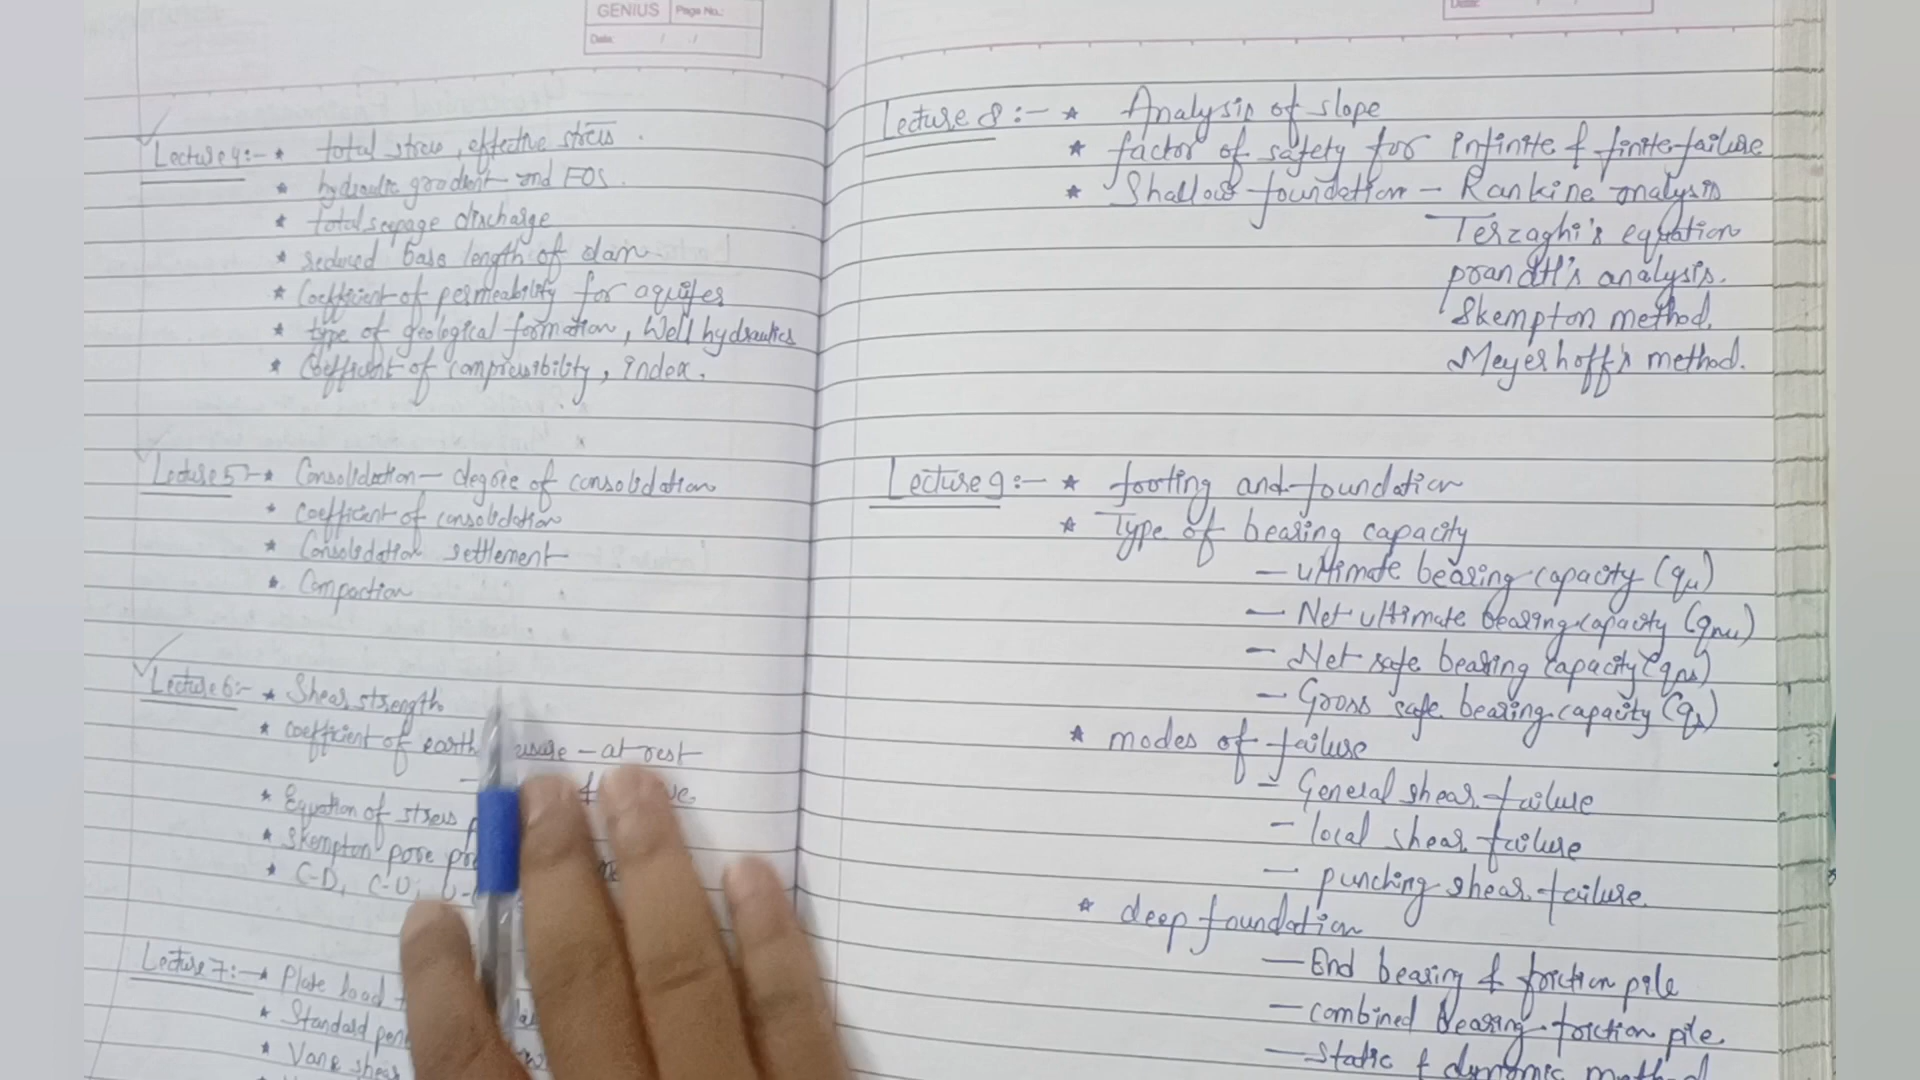 GENIUS Page No.:
Date: / /
Lecture 4:- * total stress, effective stress.
* hydraulic gradient and FOS.
* total seepage discharge
* reduced base length of dam
* Coefficient of permeability for aquifer
* type of geological formation, Well hydraulics
* Coefficient of compressibility, index.
Lecture 5:- * Consolidation – degree of consolidation
* coefficient of consolidation
* Consolidation settlement
* Compaction
Lecture 6:- * Shear strength
* coefficient of earth – at rest
* Equation of stress
* Skempton pore
* C-D, C-U,
Lecture 7:- * Plate load
* Standard
* Vane shear
Lecture 8:- * Analysis of slope
* factor of safety for infinite & finite failure
* Shallow foundation – Rankine analysis
Terzaghi's equation
prandtl's analysis.
Skempton method.
Meyerhoff's method.
Lecture 9:- * footing and foundation
* Type of bearing capacity
– ultimate bearing capacity (qu)
– Net ultimate bearing capacity (qnu)
– Net safe bearing capacity (qns)
– Gross safe bearing capacity (qs)
* modes of failure
– General shear failure
– local shear failure
– punching shear failure.
* deep foundation
– End bearing & friction pile
– combined bearing friction pile
– Static & dynamic method